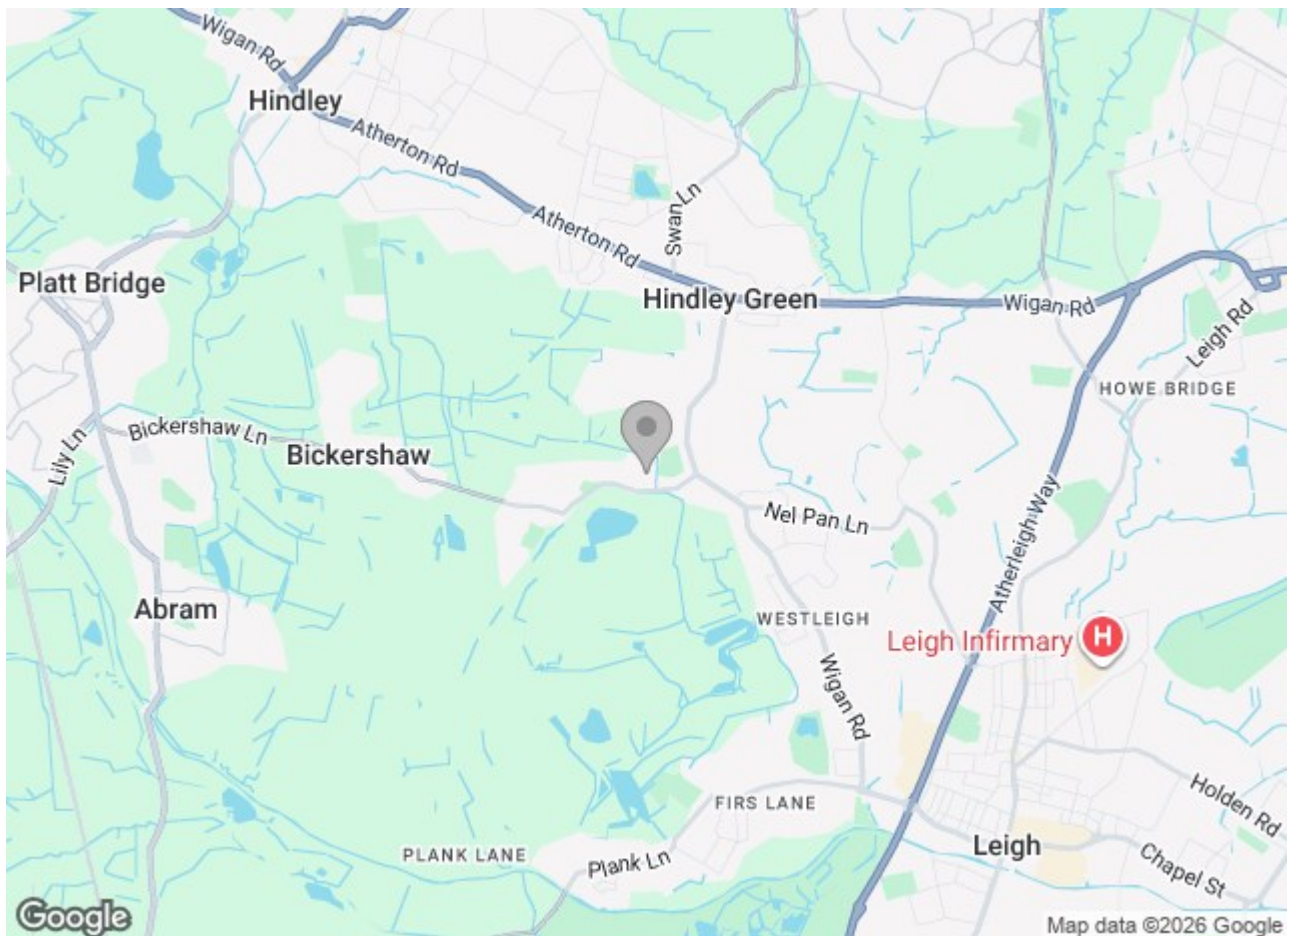 Wigan Rd
Hindley
Atherton Rd
Swan Ln
Atherton Rd
Platt Bridge
Hindley Green
Wigan Rd
Leigh Rd
HOWE BRIDGE
Bickershaw Ln
Bickershaw
Lily Ln
Nel Pan Ln
Atherleigh Way
Abram
WESTLEIGH
Leigh Infirmary
H
Wigan Rd
FIRS LANE
Holden Rd
PLANK LANE
Plank Ln
Leigh
Chapel St
Google
Map data ©2026 Google